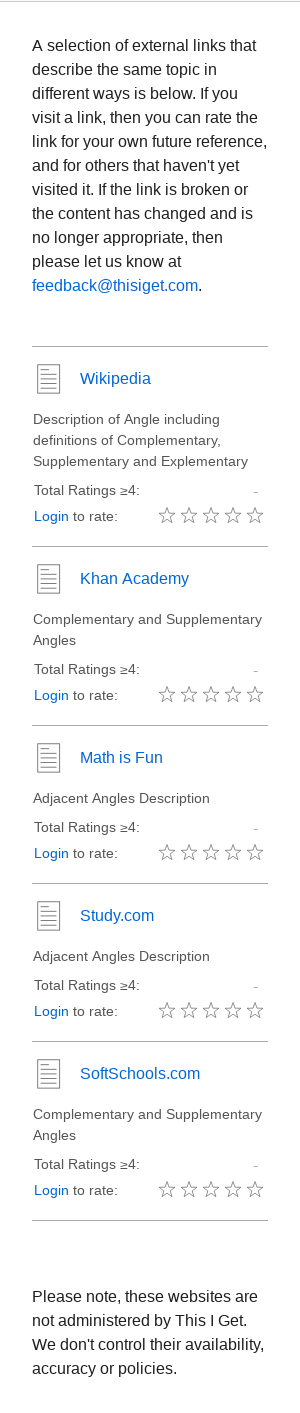 A selection of external links that
describe the same topic in
different ways is below. If you
visit a link, then you can rate the
link for your own future reference,
and for others that haven't yet
visited it. If the link is broken or
the content has changed and is
no longer appropriate, then
please let us know at
feedback@thisiget.com.
Wikipedia
Description of Angle including
definitions of Complementary,
Supplementary and Explementary
Total Ratings ≥4: -
Login to rate:
Khan Academy
Complementary and Supplementary
Angles
Total Ratings ≥4: -
Login to rate:
Math is Fun
Adjacent Angles Description
Total Ratings ≥4: -
Login to rate:
Study.com
Adjacent Angles Description
Total Ratings ≥4: -
Login to rate:
SoftSchools.com
Complementary and Supplementary
Angles
Total Ratings ≥4: -
Login to rate:
Please note, these websites are
not administered by This I Get.
We don't control their availability,
accuracy or policies.